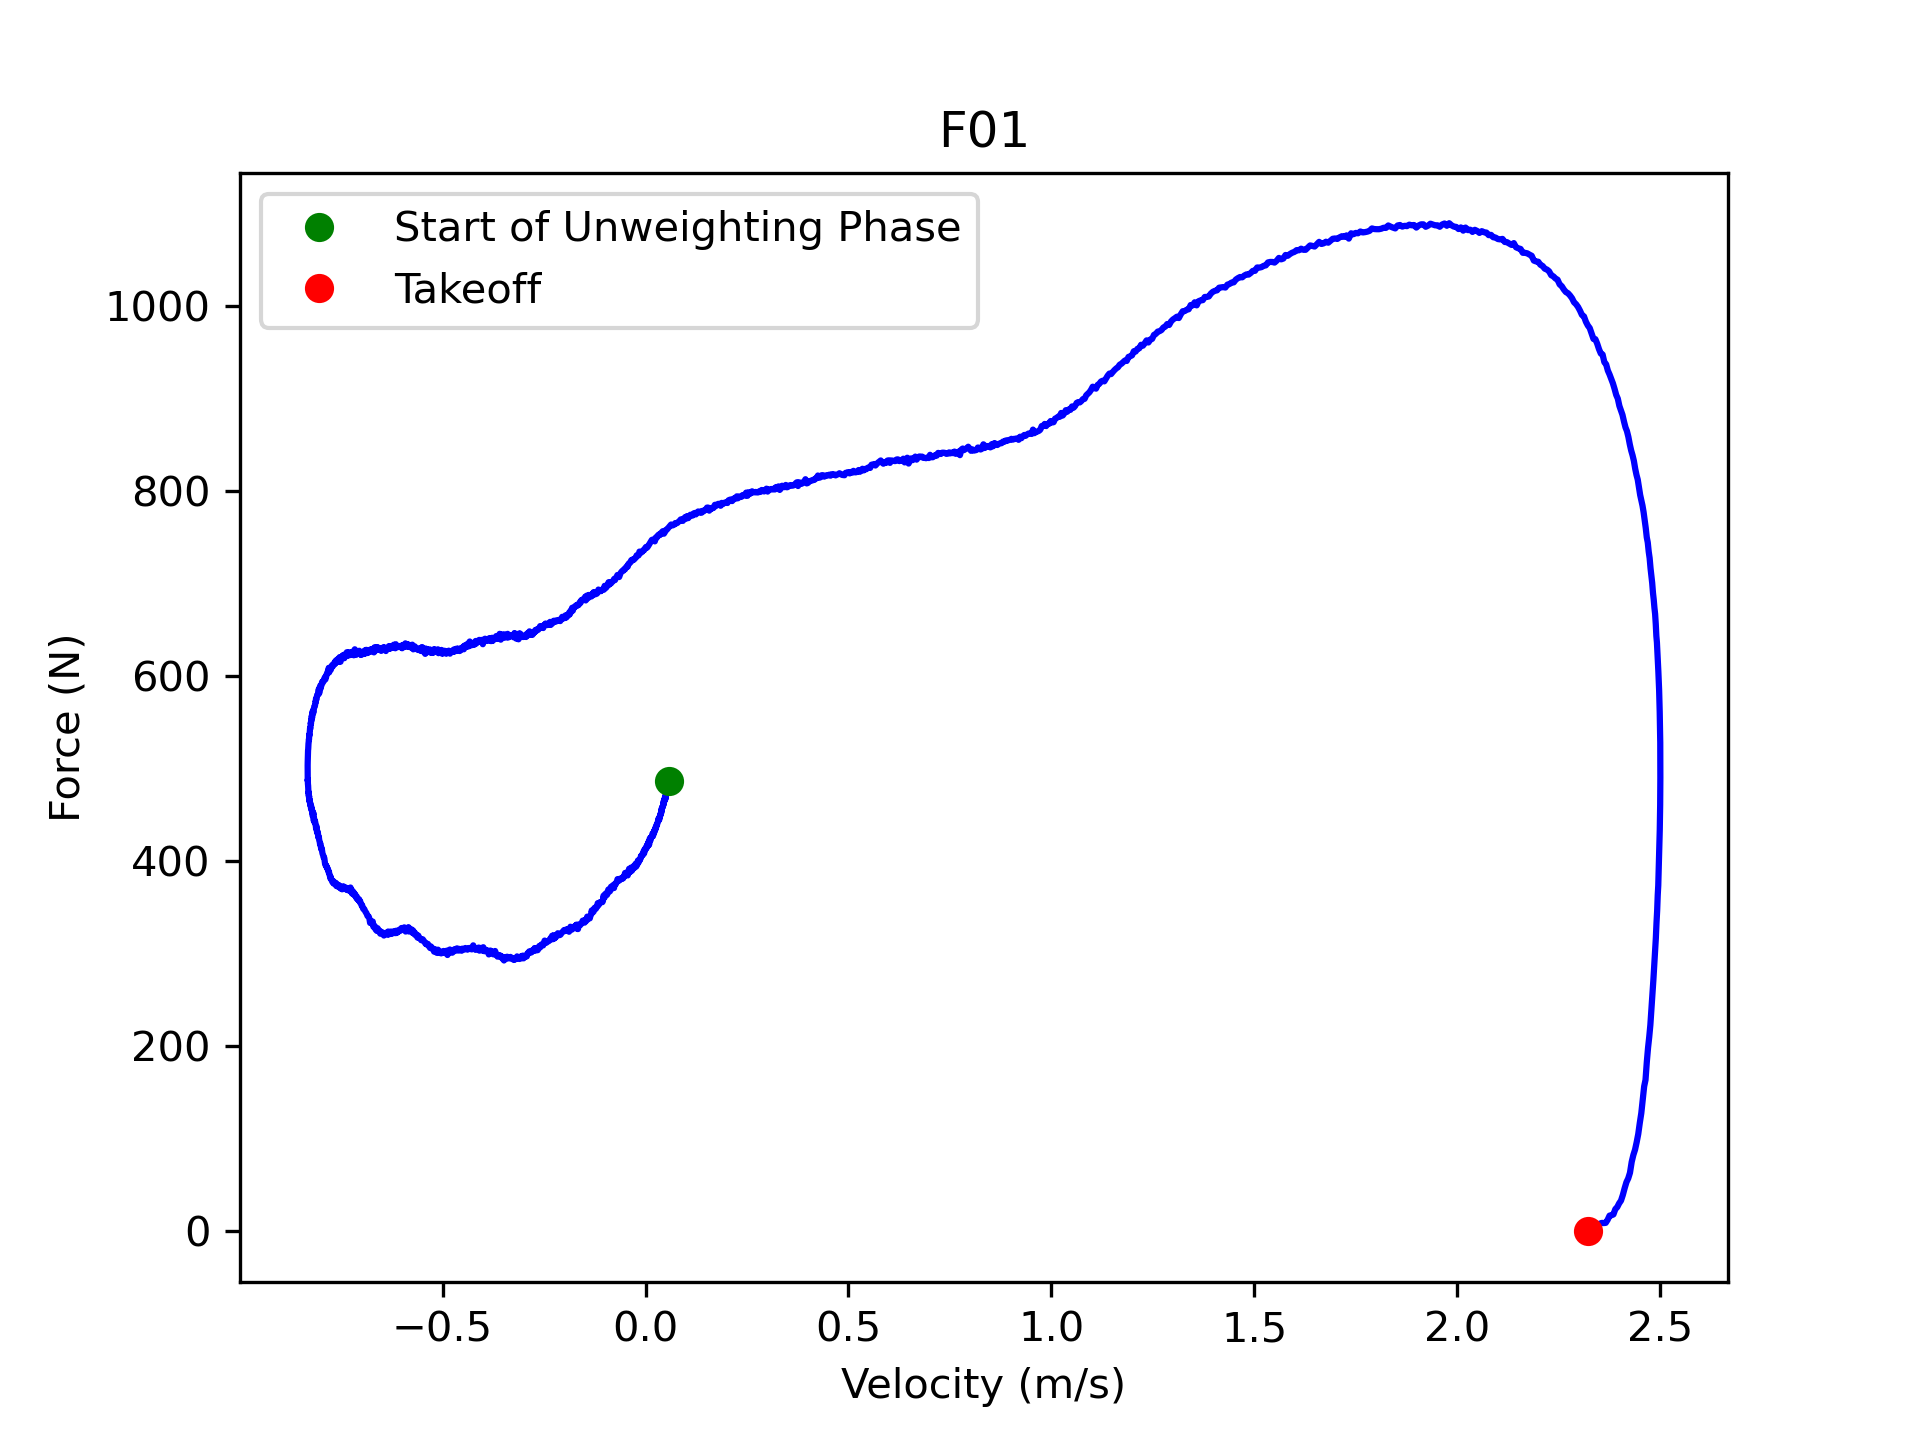 F01
Start of Unweighting Phase
Takeoff
1000
800
600
400
200
0
Force (N)
−0.5 0.0 0.5 1.0 1.5 2.0 2.5
Velocity (m/s)